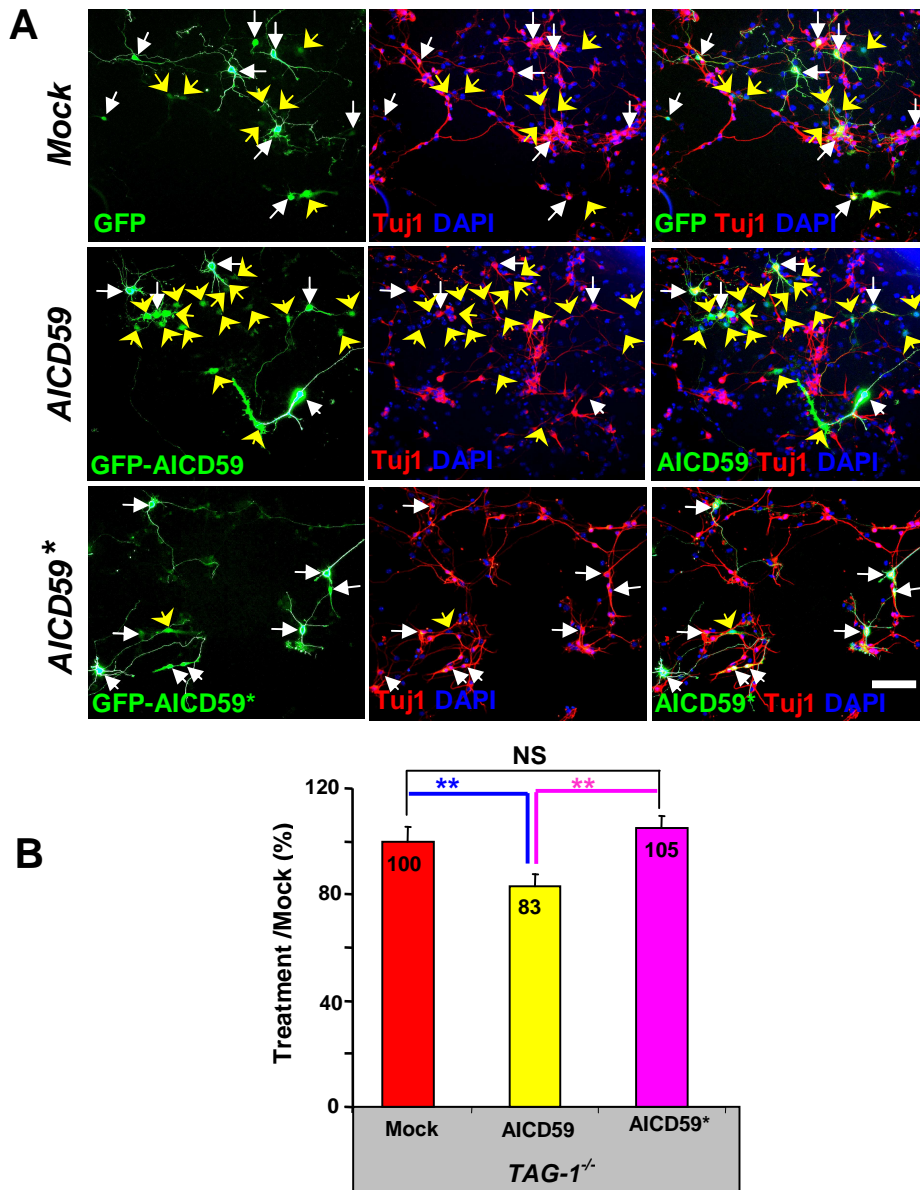 A
Mock
GFP
Tuj1 DAPI
GFP Tuj1 DAPI
AICD59
GFP-AICD59
Tuj1 DAPI
AICD59 Tuj1 DAPI
AICD59*
GFP-AICD59*
Tuj1 DAPI
AICD59* Tuj1 DAPI
B
NS
** **
Treatment /Mock (%)
120
80
40
0
100
83
105
Mock AICD59 AICD59*
TAG-1-/-